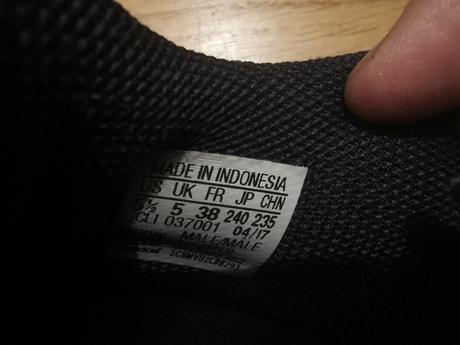 MADE IN INDONESIA
US UK FR JP CHN
5½ 5 38 240 235
CLI 037001 04/17
MALE/MALE